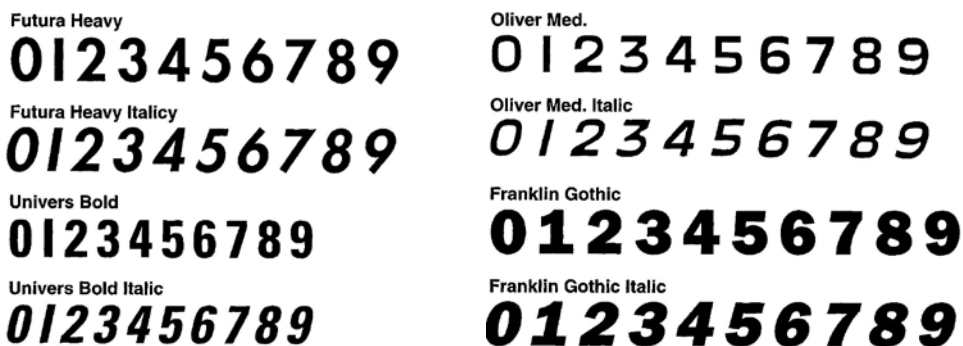 Futura Heavy
0123456789
Futura Heavy Italicy
0123456789
Univers Bold
0123456789
Univers Bold Italic
0123456789
Oliver Med.
0123456789
Oliver Med. Italic
0123456789
Franklin Gothic
0123456789
Franklin Gothic Italic
0123456789